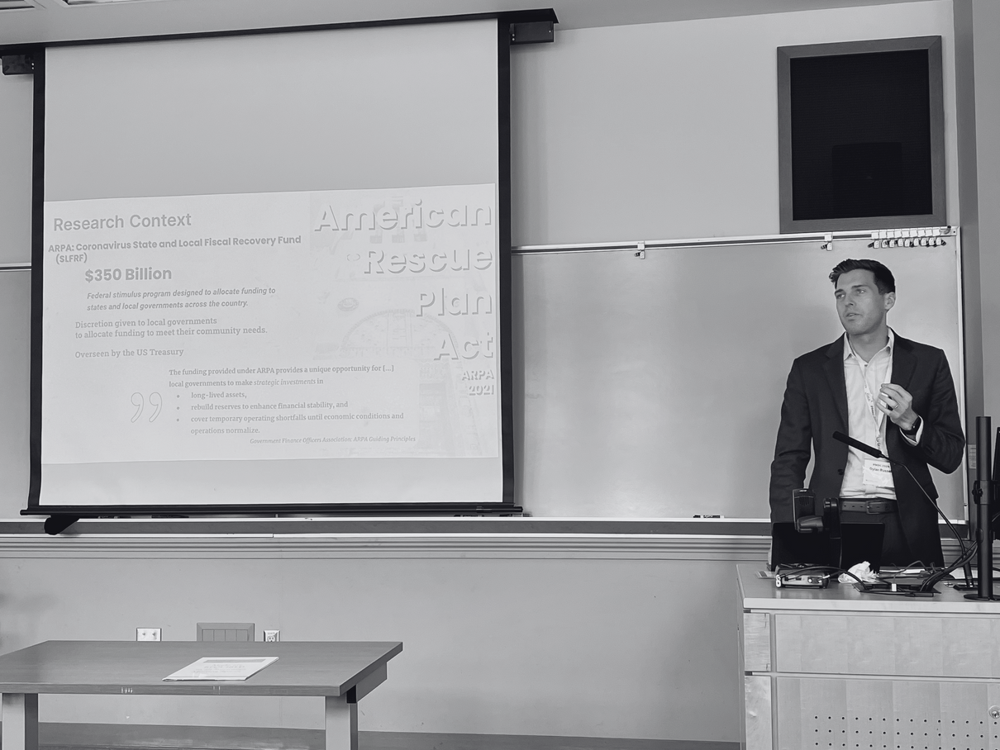 Research Context
ARPA: Coronavirus State and Local Fiscal Recovery Fund
(SLFRF)
$350 Billion
Federal stimulus program designed to allocate funding to
states and local governments across the country.
Discretion given to local governments
to allocate funding to meet their community needs.
Overseen by the US Treasury
The funding provided under ARPA provides a unique opportunity for [...]
local governments to make strategic investments in
• long-lived assets,
• rebuild reserves to enhance financial stability, and
• cover temporary operating shortfalls until economic conditions and
operations normalize.
Government Finance Officers Association: ARPA Guiding Principles
American
Rescue
Plan
Act
ARPA
2021
Dylan